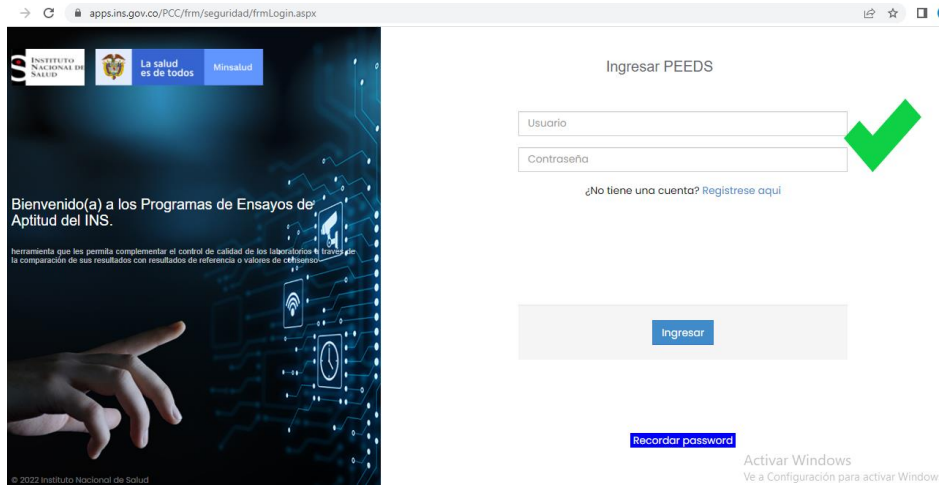 apps.ins.gov.co/PCC/frm/seguridad/frmLogin.aspx
INSTITUTO
NACIONAL DE
SALUD
La salud
es de todos
Minsalud
Bienvenido(a) a los Programas de Ensayos de
Aptitud del INS.
herramienta que les permita complementar el control de calidad de los laboratorios a través de
la comparación de sus resultados con resultados de referencia o valores de consenso
© 2022 Instituto Nacional de Salud
Ingresar PEEDS
Usuario
Contraseña
¿No tiene una cuenta? Registrese aquí
Ingresar
Recordar password
Activar Windows
Ve a Configuración para activar Window